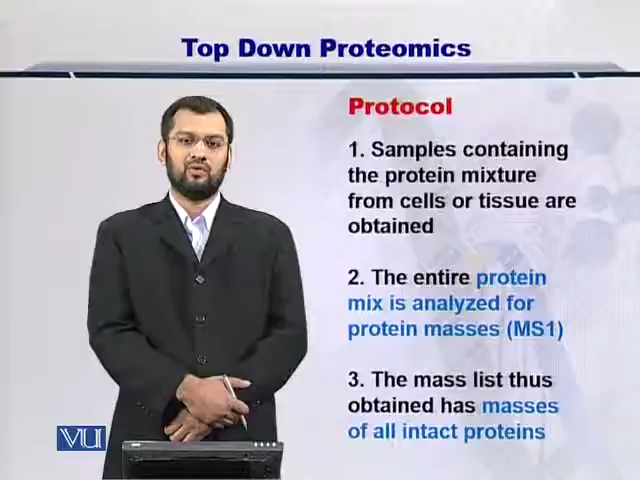 Top Down Proteomics
Protocol
1. Samples containing
the protein mixture
from cells or tissue are
obtained
2. The entire protein
mix is analyzed for
protein masses (MS1)
3. The mass list thus
obtained has masses
of all intact proteins
VU